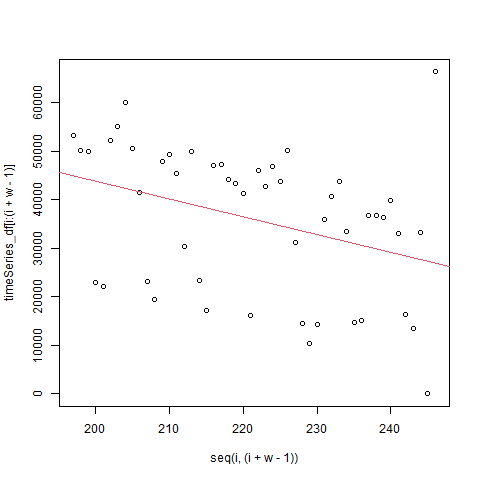 timeSeries_df[i:(i + w - 1)]
60000
50000
40000
30000
20000
10000
0
200 210 220 230 240
seq(i, (i + w - 1))